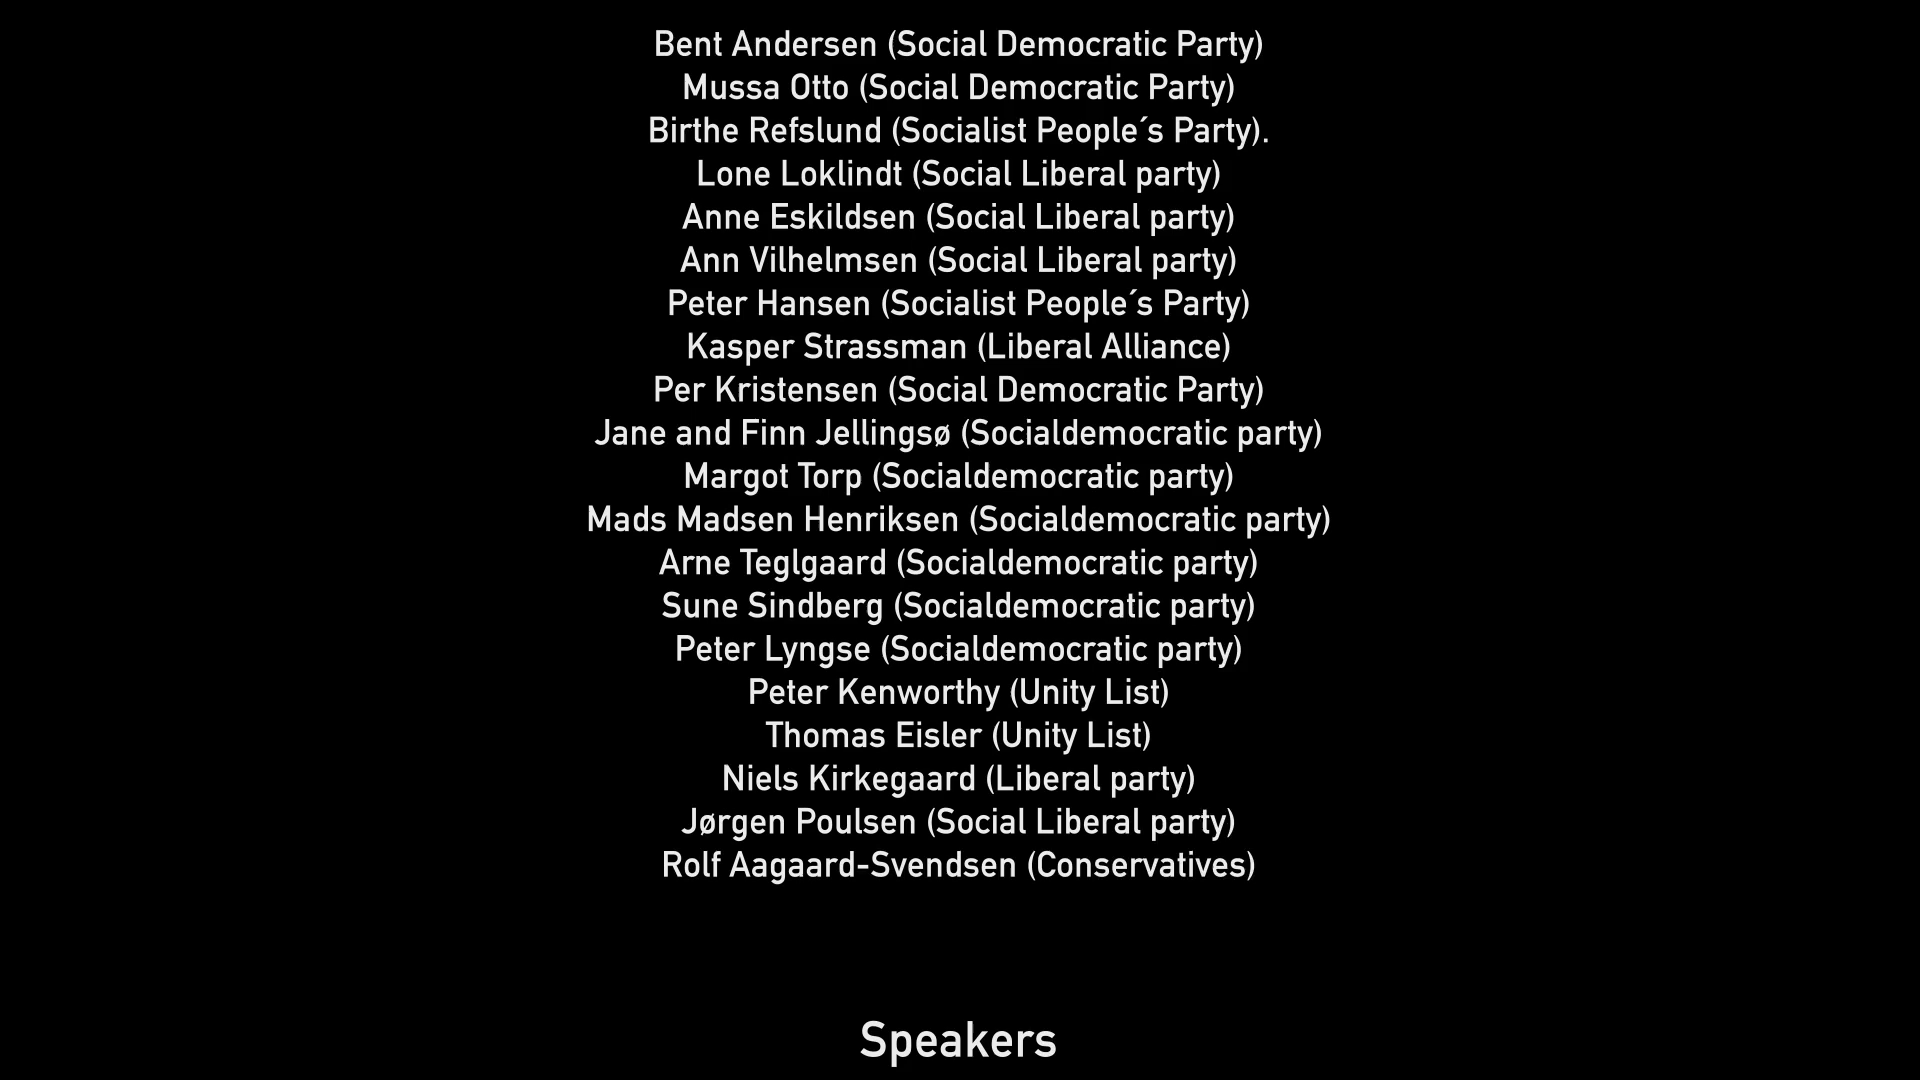 Bent Andersen (Social Democratic Party)
Mussa Otto (Social Democratic Party)
Birthe Refslund (Socialist People´s Party).
Lone Loklindt (Social Liberal party)
Anne Eskildsen (Social Liberal party)
Ann Vilhelmsen (Social Liberal party)
Peter Hansen (Socialist People´s Party)
Kasper Strassman (Liberal Alliance)
Per Kristensen (Social Democratic Party)
Jane and Finn Jellingsø (Socialdemocratic party)
Margot Torp (Socialdemocratic party)
Mads Madsen Henriksen (Socialdemocratic party)
Arne Teglgaard (Socialdemocratic party)
Sune Sindberg (Socialdemocratic party)
Peter Lyngse (Socialdemocratic party)
Peter Kenworthy (Unity List)
Thomas Eisler (Unity List)
Niels Kirkegaard (Liberal party)
Jørgen Poulsen (Social Liberal party)
Rolf Aagaard-Svendsen (Conservatives)
Speakers